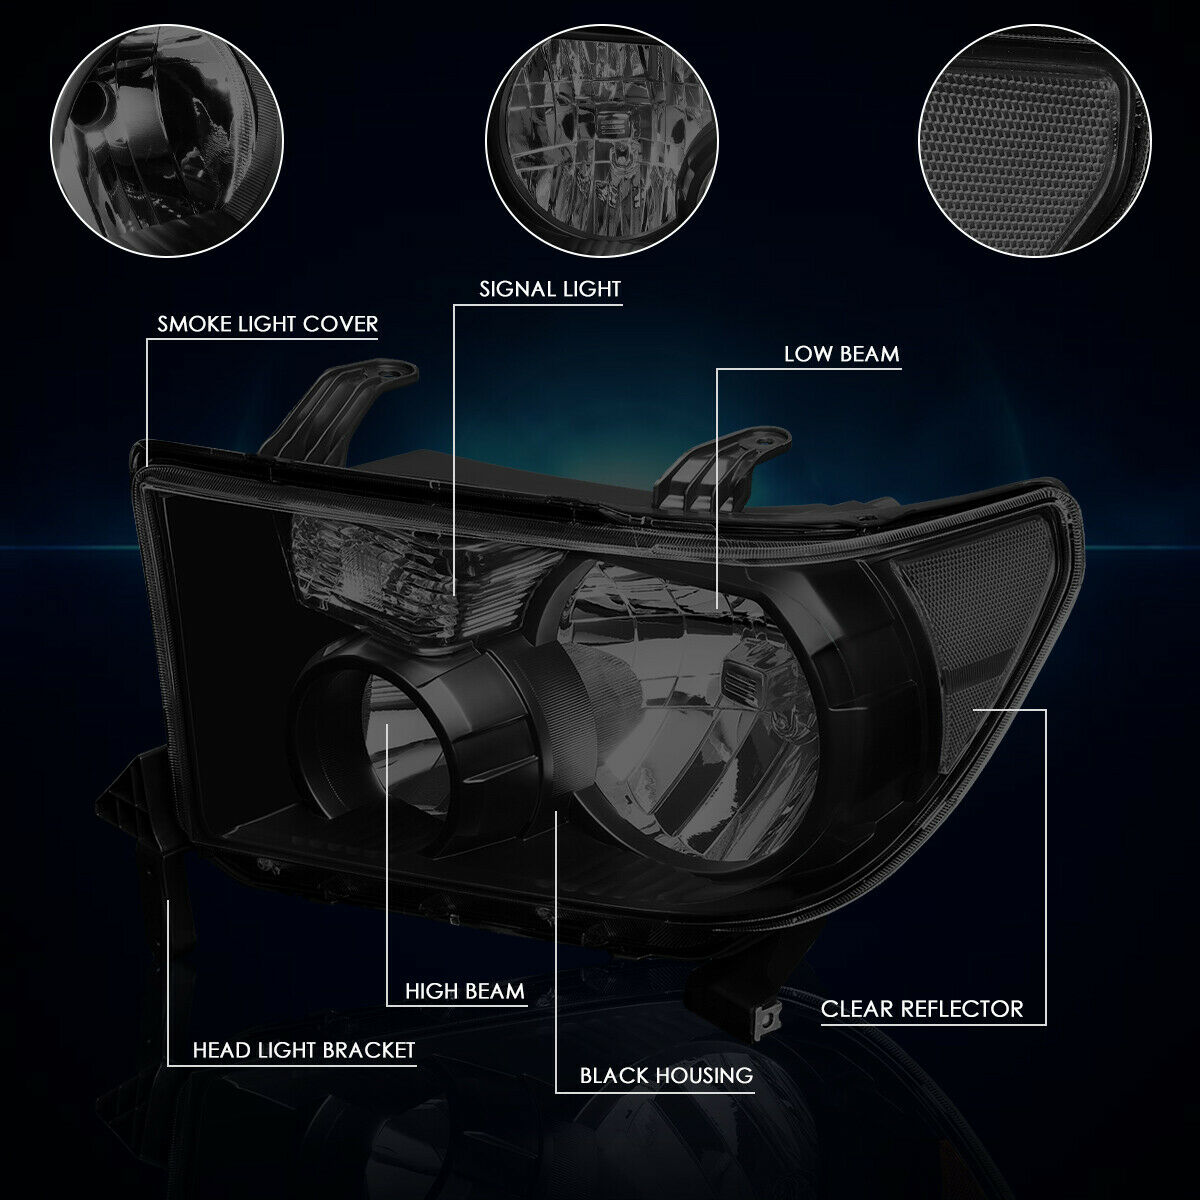 SIGNAL LIGHT
SMOKE LIGHT COVER
LOW BEAM
HIGH BEAM
CLEAR REFLECTOR
HEAD LIGHT BRACKET
BLACK HOUSING